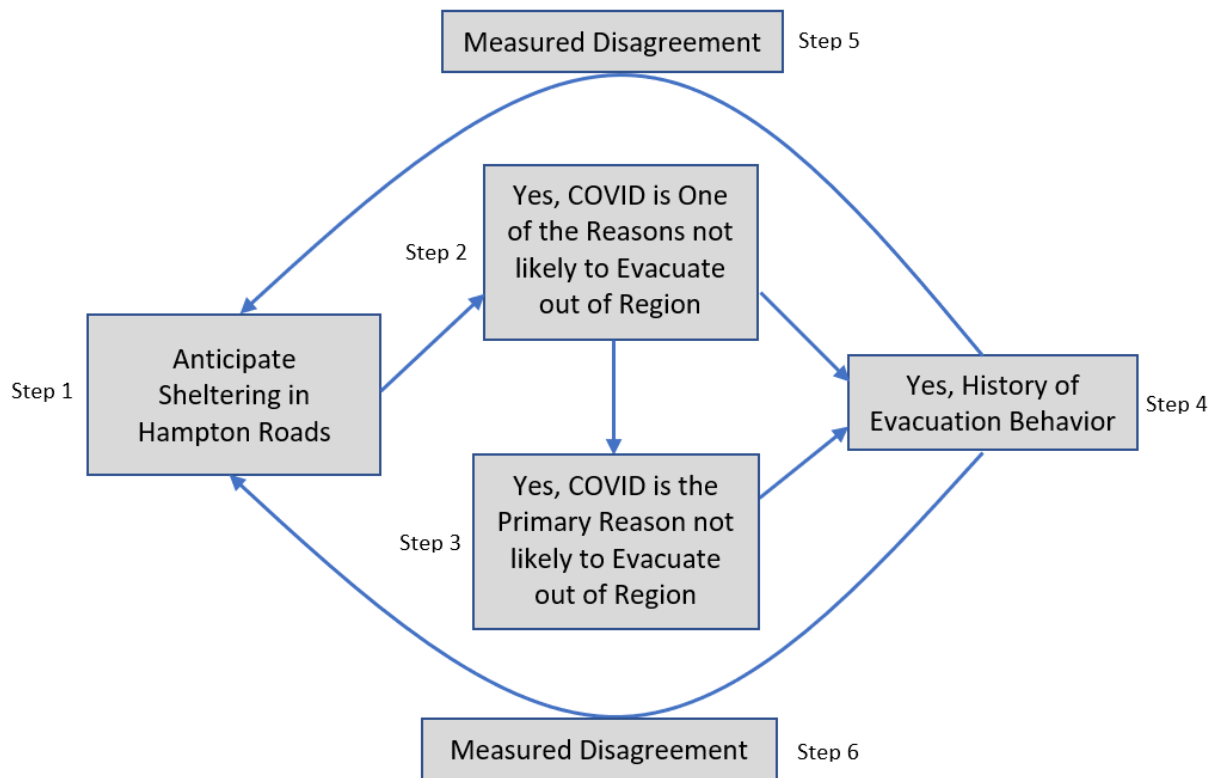 Measured Disagreement
Step 5
Yes, COVID is One
of the Reasons not
likely to Evacuate
out of Region
Step 2
Anticipate
Sheltering in
Hampton Roads
Step 1
Yes, History of
Evacuation Behavior
Step 4
Yes, COVID is the
Primary Reason not
likely to Evacuate
out of Region
Step 3
Measured Disagreement
Step 6